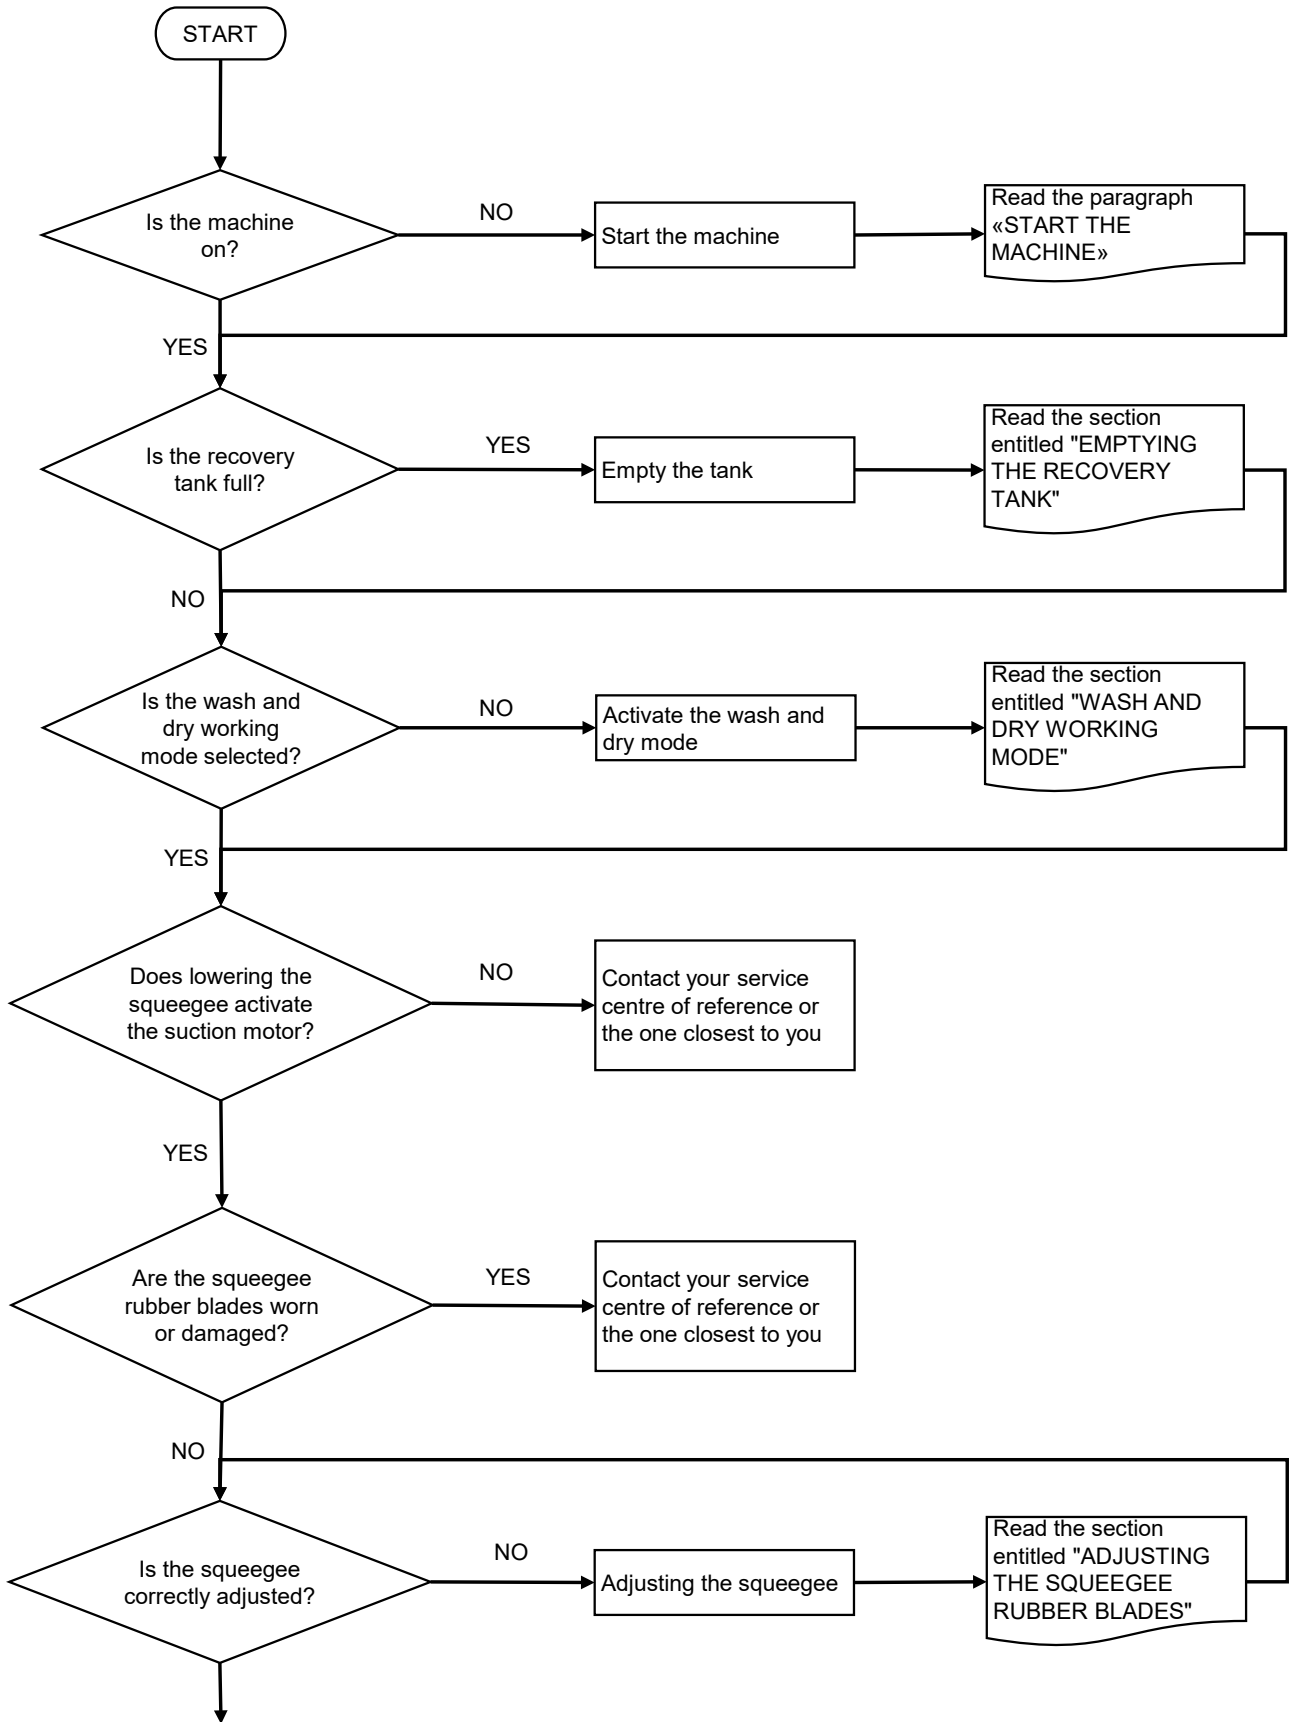 START
Is the machine
on?
NO
Start the machine
Read the paragraph
«START THE
MACHINE»
YES
Is the recovery
tank full?
YES
Empty the tank
Read the section
entitled "EMPTYING
THE RECOVERY
TANK"
NO
Is the wash and
dry working
mode selected?
NO
Activate the wash and
dry mode
Read the section
entitled "WASH AND
DRY WORKING
MODE"
YES
Does lowering the
squeegee activate
the suction motor?
NO
Contact your service
centre of reference or
the one closest to you
YES
Are the squeegee
rubber blades worn
or damaged?
YES
Contact your service
centre of reference or
the one closest to you
NO
Is the squeegee
correctly adjusted?
NO
Adjusting the squeegee
Read the section
entitled "ADJUSTING
THE SQUEEGEE
RUBBER BLADES"